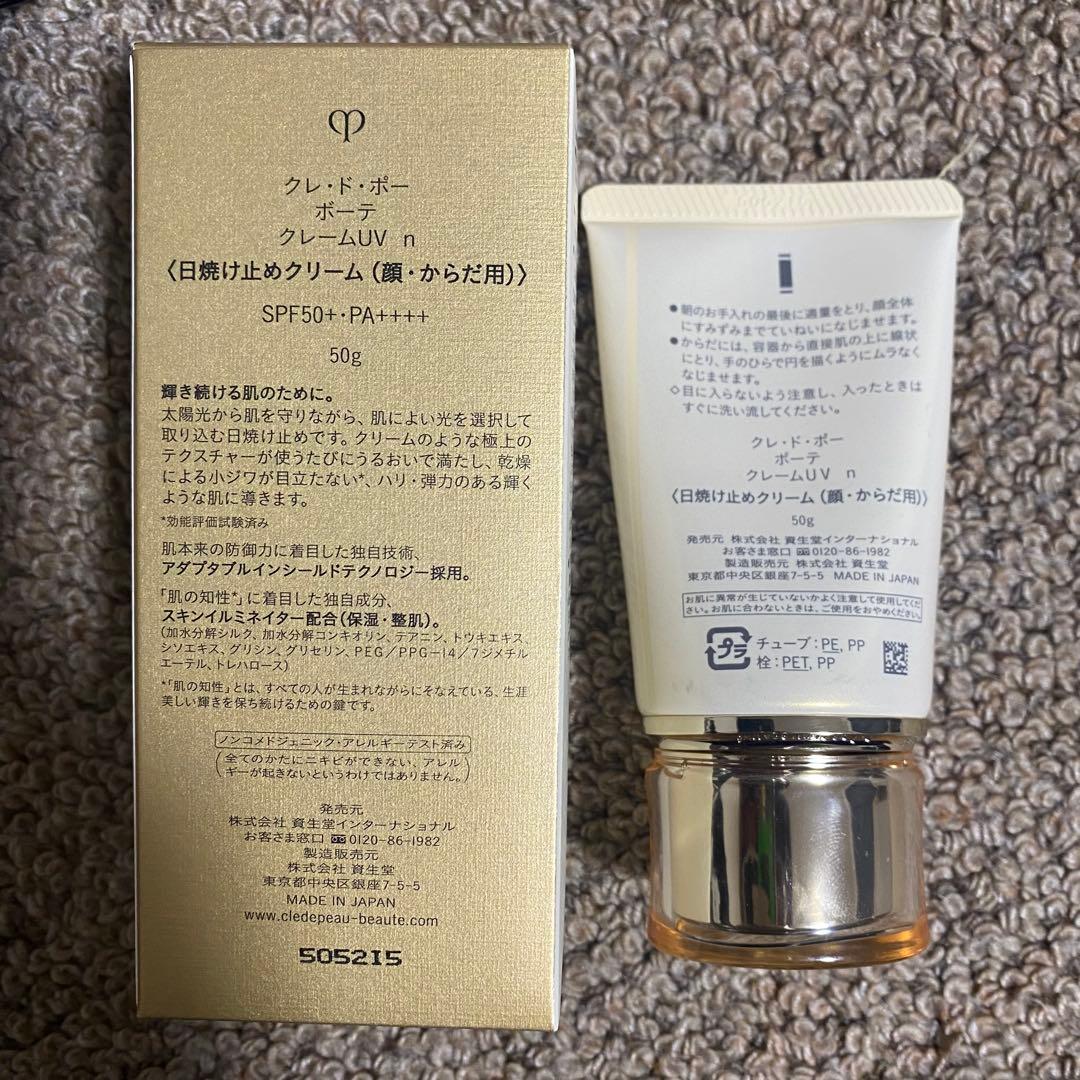 クレ・ド・ポー
ボーテ
クレームUV n
〈日焼け止めクリーム（顔・からだ用）〉
SPF50+・PA++++
50g
輝き続ける肌のために。
太陽光から肌を守りながら、肌によい光を選択して
取り込む日焼け止めです。クリームのような極上の
テクスチャーが使うたびにうるおいで満たし、乾燥
による小ジワが目立たない*、ハリ・弾力のある輝く
ような肌に導きます。
*効能評価試験済み
肌本来の防御力に着目した独自技術、
アダプタブルインシールドテクノロジー採用。
「肌の知性*」に着目した独自成分、
スキンイルミネイター配合（保湿・整肌）。
（加水分解シルク、加水分解コンキオリン、テアニン、トウキエキス、
シソエキス、グリシン、グリセリン、PEG／PPG－14／7ジメチル
エーテル、トレハロース）
*「肌の知性」とは、すべての人が生まれながらにそなえている、生涯
美しい輝きを保ち続けるための鍵です。
ノンコメドジェニック・アレルギーテスト済み
（全てのかたにニキビができない、アレル
ギーが起きないというわけではありません。）
発売元
株式会社 資生堂インターナショナル
お客さま窓口 0120-86-1982
製造販売元
株式会社 資生堂
東京都中央区銀座7-5-5
MADE IN JAPAN
www.cledepeau-beaute.com
5052I5
●朝のお手入れの最後に適量をとり、顔全体
にすみずみまでていねいになじませます。
●からだには、容器から直接肌の上に線状
にとり、手のひらで円を描くようにムラなく
なじませます。
◇目に入らないよう注意し、入ったときは
すぐに洗い流してください。
クレ・ド・ポー
ボーテ
クレームUV n
〈日焼け止めクリーム（顔・からだ用）〉
50g
発売元 株式会社 資生堂インターナショナル
お客さま窓口 0120-86-1982
製造販売元 株式会社 資生堂
東京都中央区銀座7-5-5 MADE IN JAPAN
お肌に異常が生じていないかよく注意して使用してくだ
さい。お肌に合わないときは、ご使用をおやめください。
プラ チューブ：PE, PP
栓：PET, PP